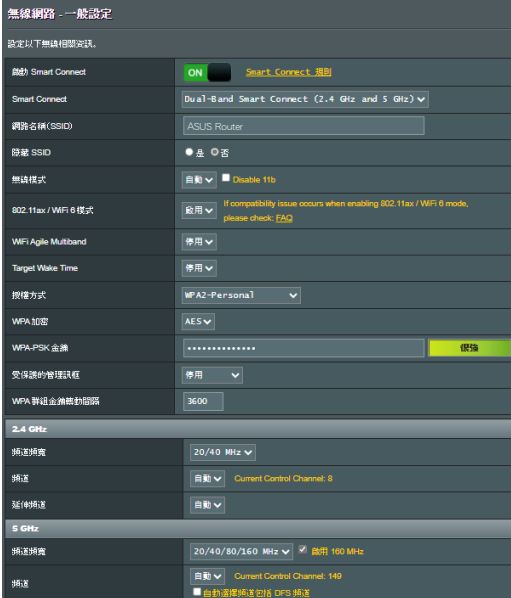 無線網路 - 一般設定
設定以下無線相關資訊。
啟動 Smart Connect ON Smart Connect 規則
Smart Connect Dual-Band Smart Connect (2.4 GHz and 5 GHz)
網路名稱(SSID) ASUS Router
隱藏 SSID 是 否
無線模式 自動 Disable 11b
802.11ax / WiFi 6 模式 啟用 If compatibility issue occurs when enabling 802.11ax / WiFi 6 mode,
please check: FAQ
WiFi Agile Multiband 停用
Target Wake Time 停用
授權方式 WPA2-Personal
WPA 加密 AES
WPA-PSK 金鑰 •••••••••••••• 很強
受保護的管理訊框 停用
WPA 群組金鑰轉動間隔 3600
2.4 GHz
頻道頻寬 20/40 MHz
頻道 自動 Current Control Channel: 8
延伸頻道 自動
5 GHz
頻道頻寬 20/40/80/160 MHz 啟用 160 MHz
頻道 自動 Current Control Channel: 149
自動選擇頻道包括 DFS 頻道